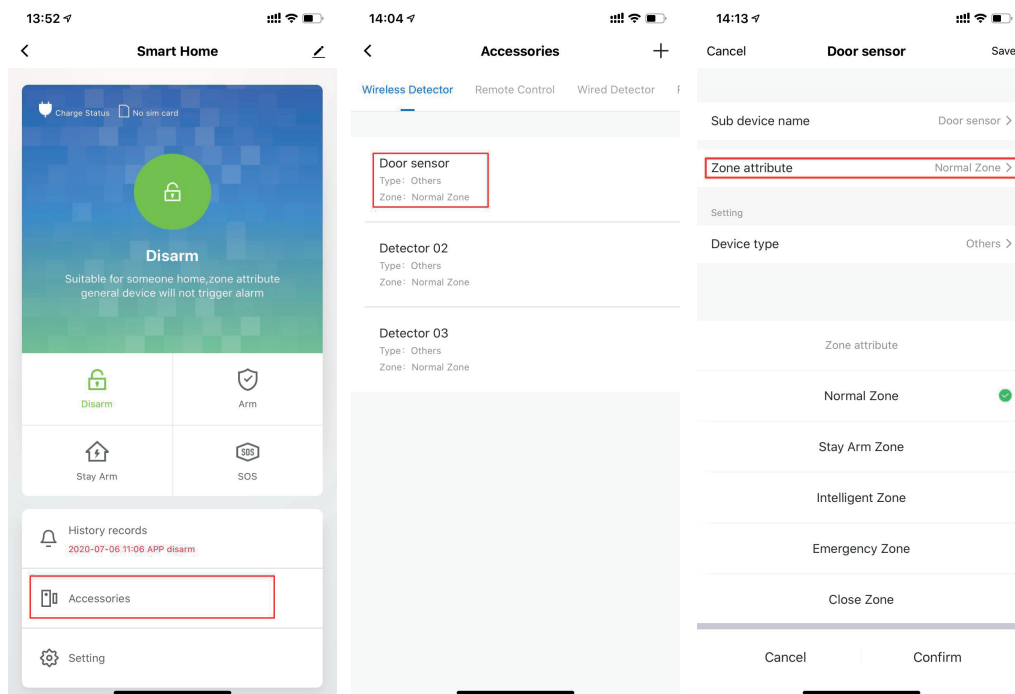 13:52
Smart Home
Charge Status
No sim card
Disarm
Suitable for someone home,zone attribute
general device will not trigger alarm
Disarm
Arm
Stay Arm
SOS
SOS
History records
2020-07-06 11:06 APP disarm
Accessories
Setting
14:04
Accessories
Wireless Detector
Remote Control
Wired Detector
Door sensor
Type: Others
Zone: Normal Zone
Detector 02
Type: Others
Zone: Normal Zone
Detector 03
Type: Others
Zone: Normal Zone
14:13
Cancel
Door sensor
Save
Sub device name
Door sensor
Zone attribute
Normal Zone
Setting
Device type
Others
Zone attribute
Normal Zone
Stay Arm Zone
Intelligent Zone
Emergency Zone
Close Zone
Cancel
Confirm